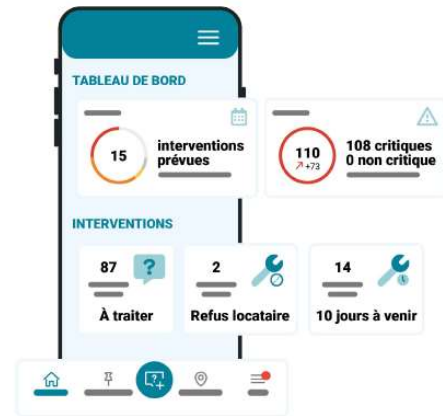 TABLEAU DE BORD
15
interventions
prévues
110
+73
108 critiques
0 non critique
INTERVENTIONS
87
?
À traiter
2
Refus locataire
14
10 jours à venir